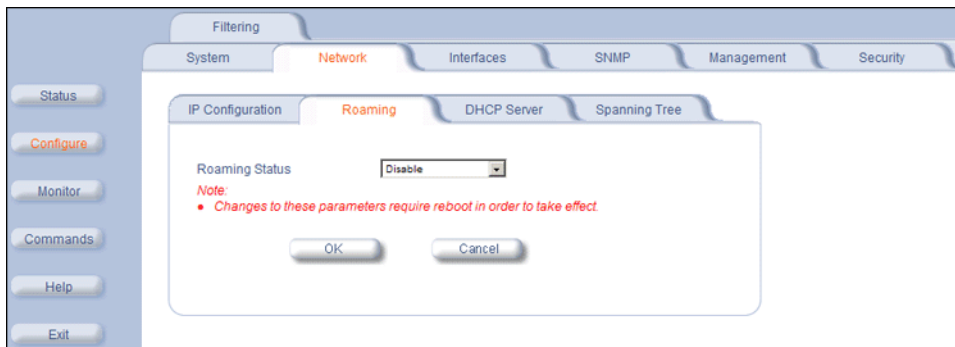 Filtering
System Network Interfaces SNMP Management Security
Status
Configure
Monitor
Commands
Help
Exit
IP Configuration Roaming DHCP Server Spanning Tree
Roaming Status Disable
Note:
• Changes to these parameters require reboot in order to take effect.
OK Cancel